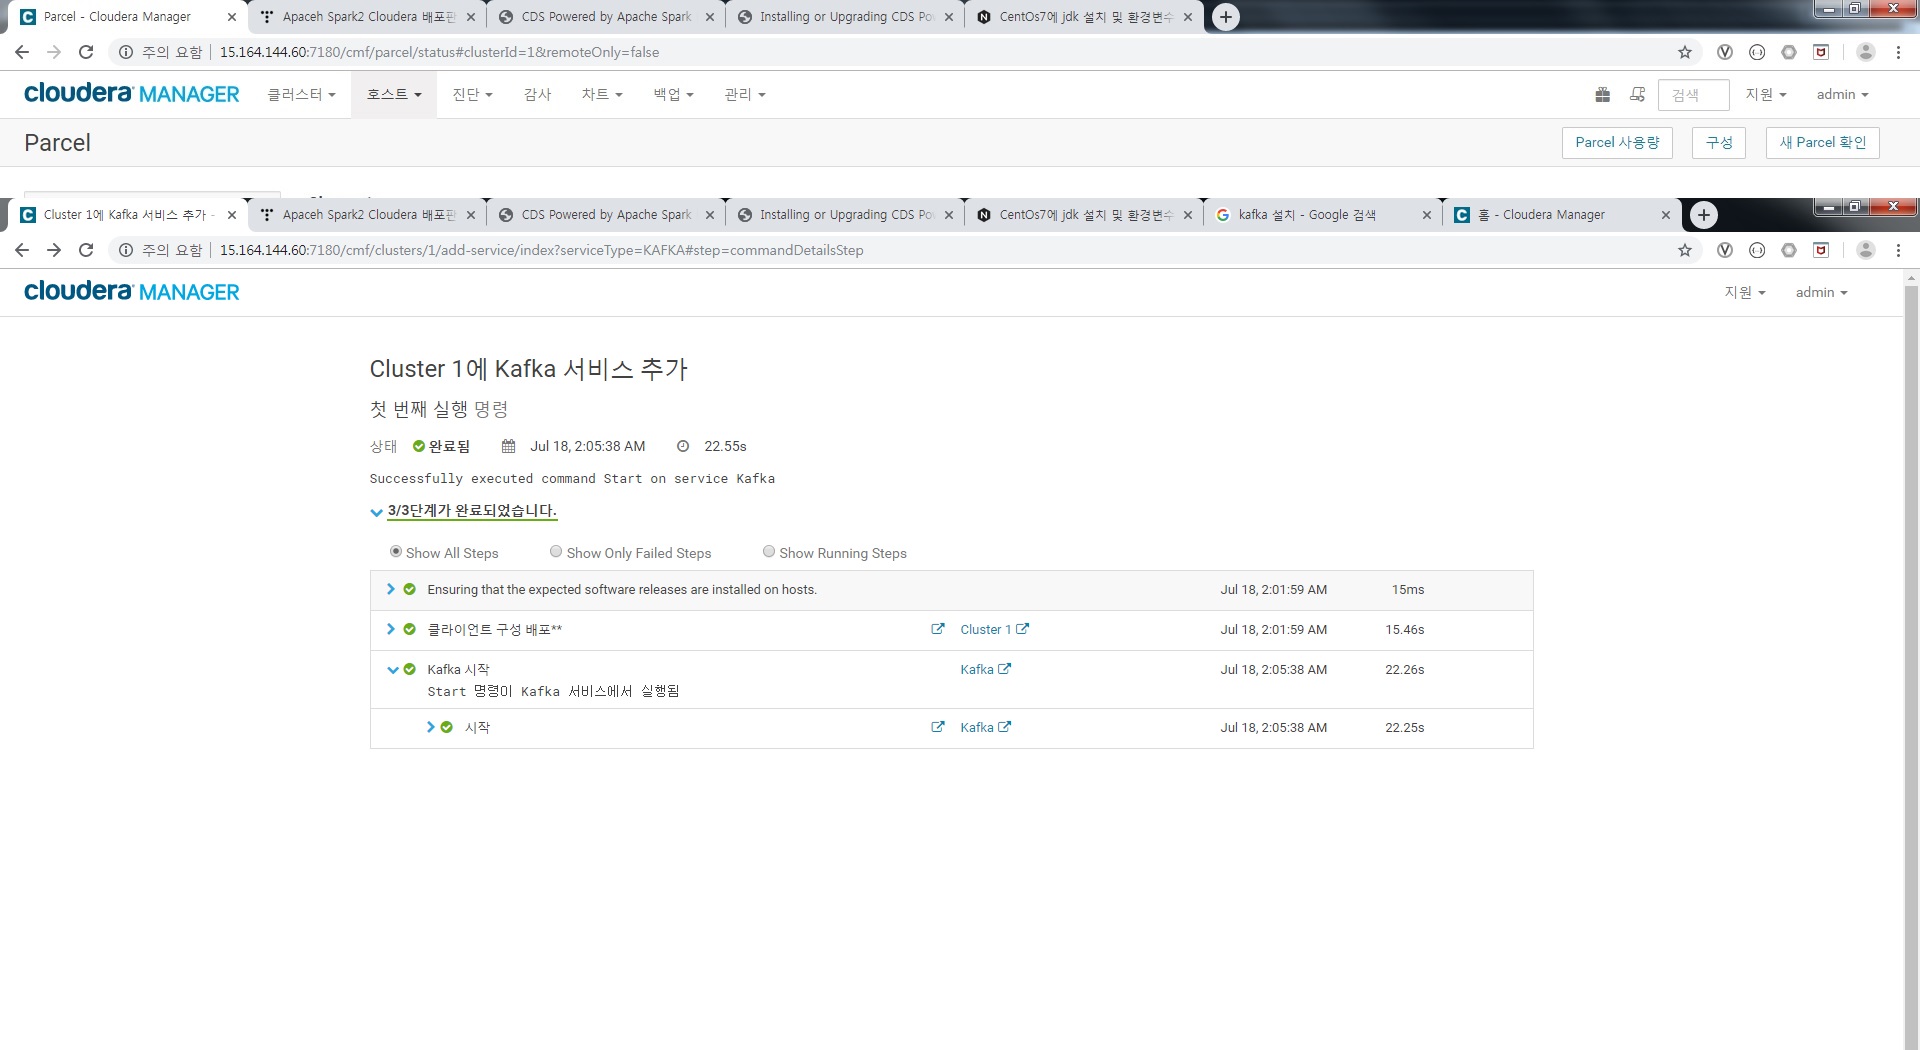 Parcel - Cloudera Manager
Apaceh Spark2 Cloudera 배포판
CDS Powered by Apache Spark
Installing or Upgrading CDS Po
CentOs7에 jdk 설치 및 환경변수
주의 요함 15.164.144.60:7180/cmf/parcel/status#clusterId=1&remoteOnly=false
cloudera MANAGER 클러스터 호스트 진단 감사 차트 백업 관리 검색 지원 admin
Parcel Parcel 사용량 구성 새 Parcel 확인
Cluster 1에 Kafka 서비스 추가 -
Apaceh Spark2 Cloudera 배포판
CDS Powered by Apache Spark
Installing or Upgrading CDS Po
CentOs7에 jdk 설치 및 환경변수
kafka 설치 - Google 검색
홈 - Cloudera Manager
주의 요함 15.164.144.60:7180/cmf/clusters/1/add-service/index?serviceType=KAFKA#step=commandDetailsStep
cloudera MANAGER 지원 admin
Cluster 1에 Kafka 서비스 추가
첫 번째 실행 명령
상태 완료됨 Jul 18, 2:05:38 AM 22.55s
Successfully executed command Start on service Kafka
3/3단계가 완료되었습니다.
Show All Steps Show Only Failed Steps Show Running Steps
Ensuring that the expected software releases are installed on hosts. Jul 18, 2:01:59 AM 15ms
클라이언트 구성 배포** Cluster 1 Jul 18, 2:01:59 AM 15.46s
Kafka 시작 Kafka Jul 18, 2:05:38 AM 22.26s
Start 명령이 Kafka 서비스에서 실행됨
시작 Kafka Jul 18, 2:05:38 AM 22.25s